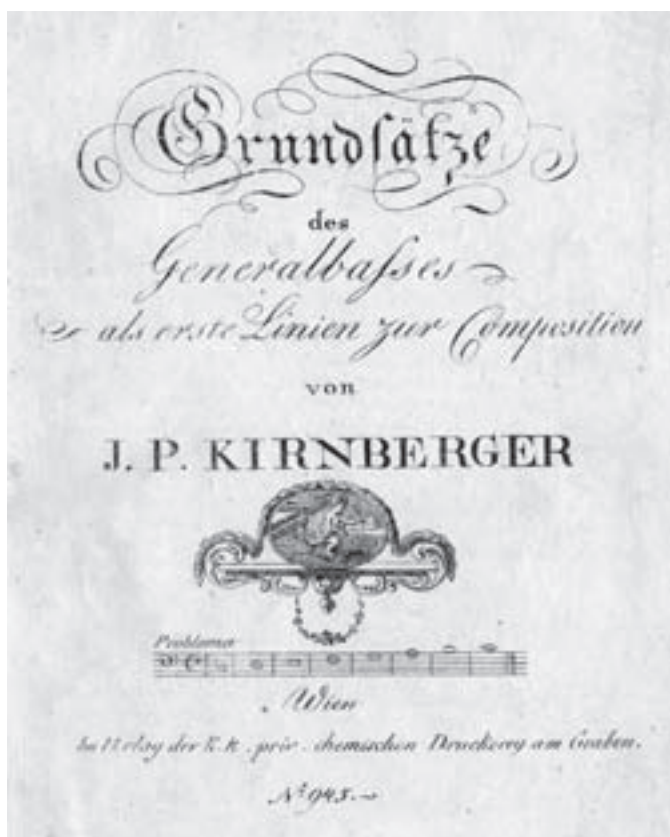 Grundsätze
des
Generalbasses
als erste Linien zur Composition
von
J. P. KIRNBERGER
Problema
Wien
Im Verlag der K. K. priv. chemischen Druckerey am Graben.
Nº 945.